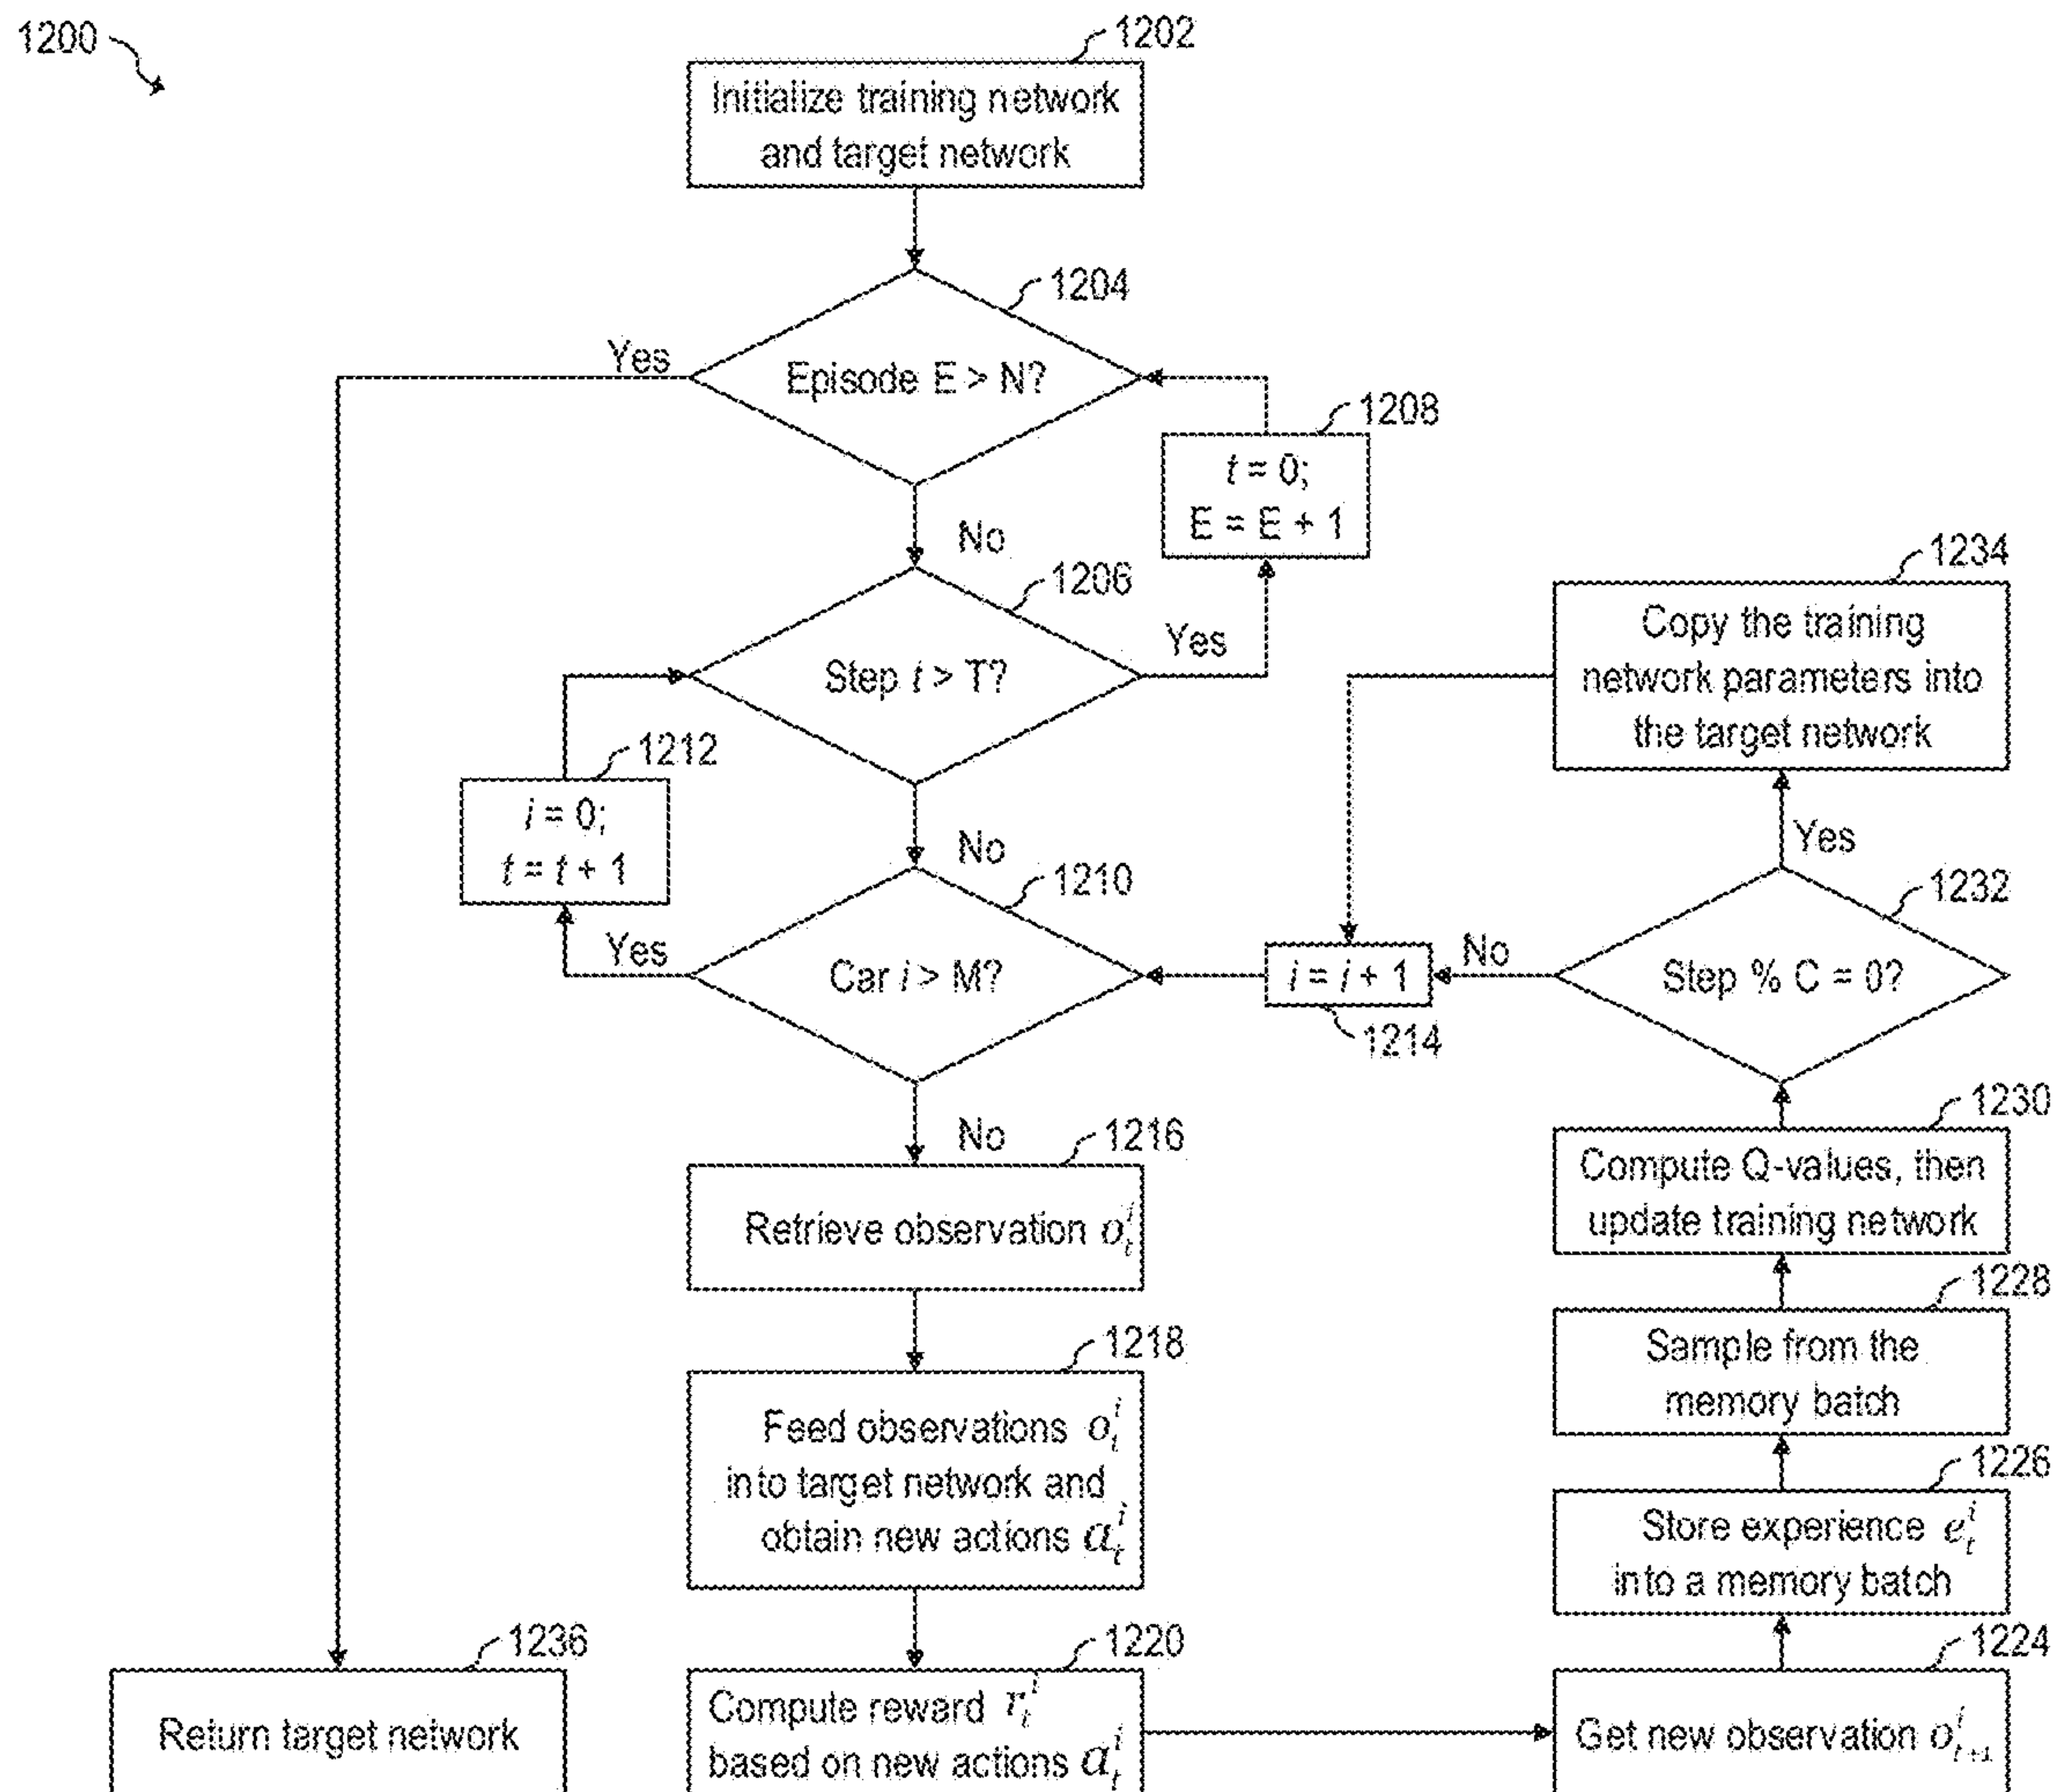 1200
1202
Initialize training network
and target network
1204
Yes
Episode E > N?
1208
t = 0;
E = E + 1
No
1206
Step t > T?
Yes
1234
Copy the training
network parameters into
the target network
1212
i = 0;
t = t + 1
No
1210
Yes
Car i > M?
i = i + 1
1214
No
Yes
1232
Step % C = 0?
No
1216
Retrieve observation o_t^i
1230
Compute Q-values, then
update training network
1218
Feed observations o_t^i
into target network and
obtain new actions a_t^i
1228
Sample from the
memory batch
1226
Store experience e_t^i
into a memory batch
1236
Return target network
1220
Compute reward r_t^i
based on new actions a_t^i
1224
Get new observation o_{t+1}^i